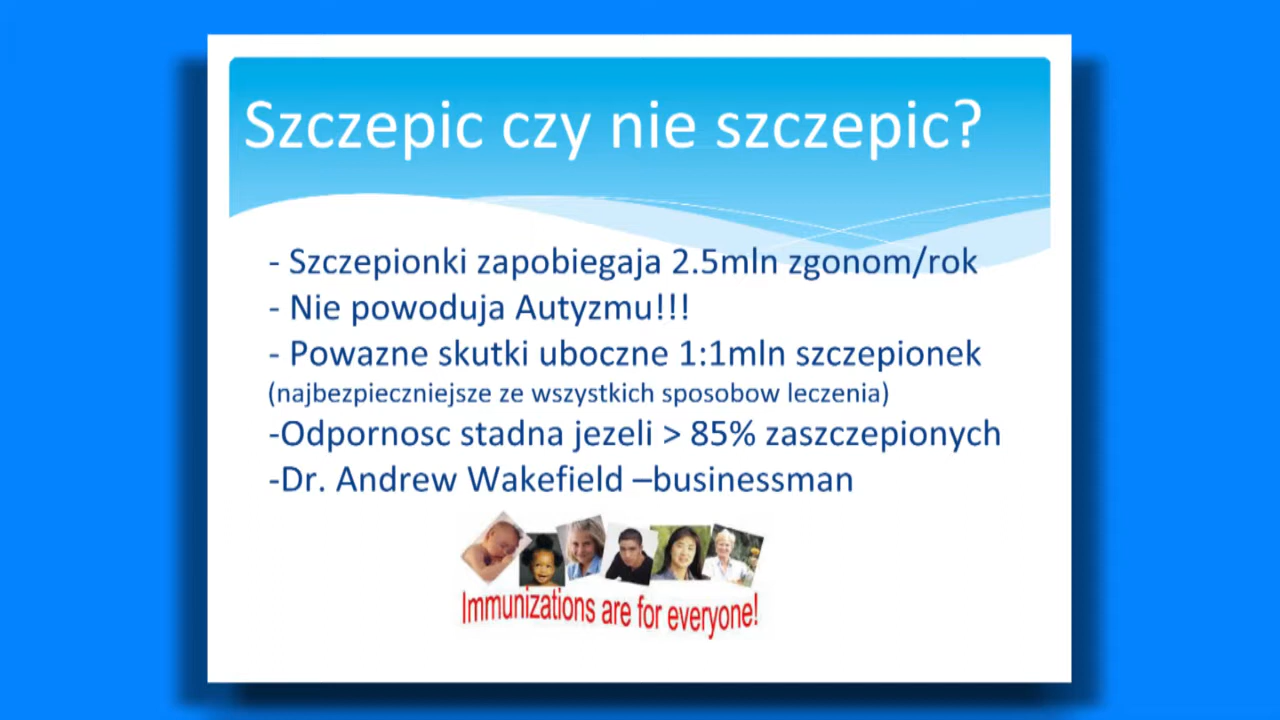 Szczepic czy nie szczepic?
- Szczepionki zapobiegaja 2.5mln zgonom/rok
- Nie powoduja Autyzmu!!!
- Powazne skutki uboczne 1:1mln szczepionek
(najbezpieczniejsze ze wszystkich sposobow leczenia)
-Odpornosc stadna jezeli > 85% zaszczepionych
-Dr. Andrew Wakefield –businessman
Immunizations are for everyone!